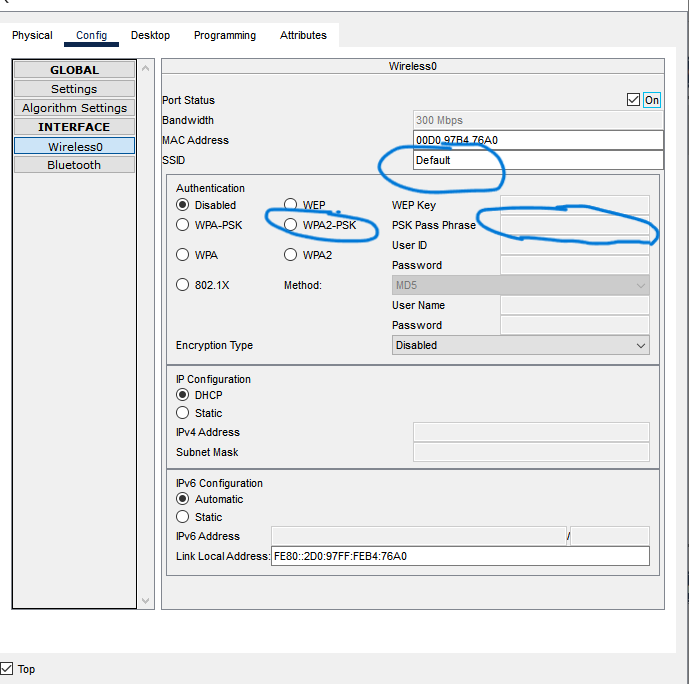 Physical Config Desktop Programming Attributes
GLOBAL
Settings
Algorithm Settings
INTERFACE
Wireless0
Bluetooth
Wireless0
Port Status On
Bandwidth 300 Mbps
MAC Address 00D0.97B4.76A0
SSID Default
Authentication
Disabled WEP WEP Key
WPA-PSK WPA2-PSK PSK Pass Phrase
User ID
WPA WPA2
Password
802.1X Method: MD5
User Name
Password
Encryption Type Disabled
IP Configuration
DHCP
Static
IPv4 Address
Subnet Mask
IPv6 Configuration
Automatic
Static
IPv6 Address /
Link Local Address: FE80::2D0:97FF:FEB4:76A0
Top